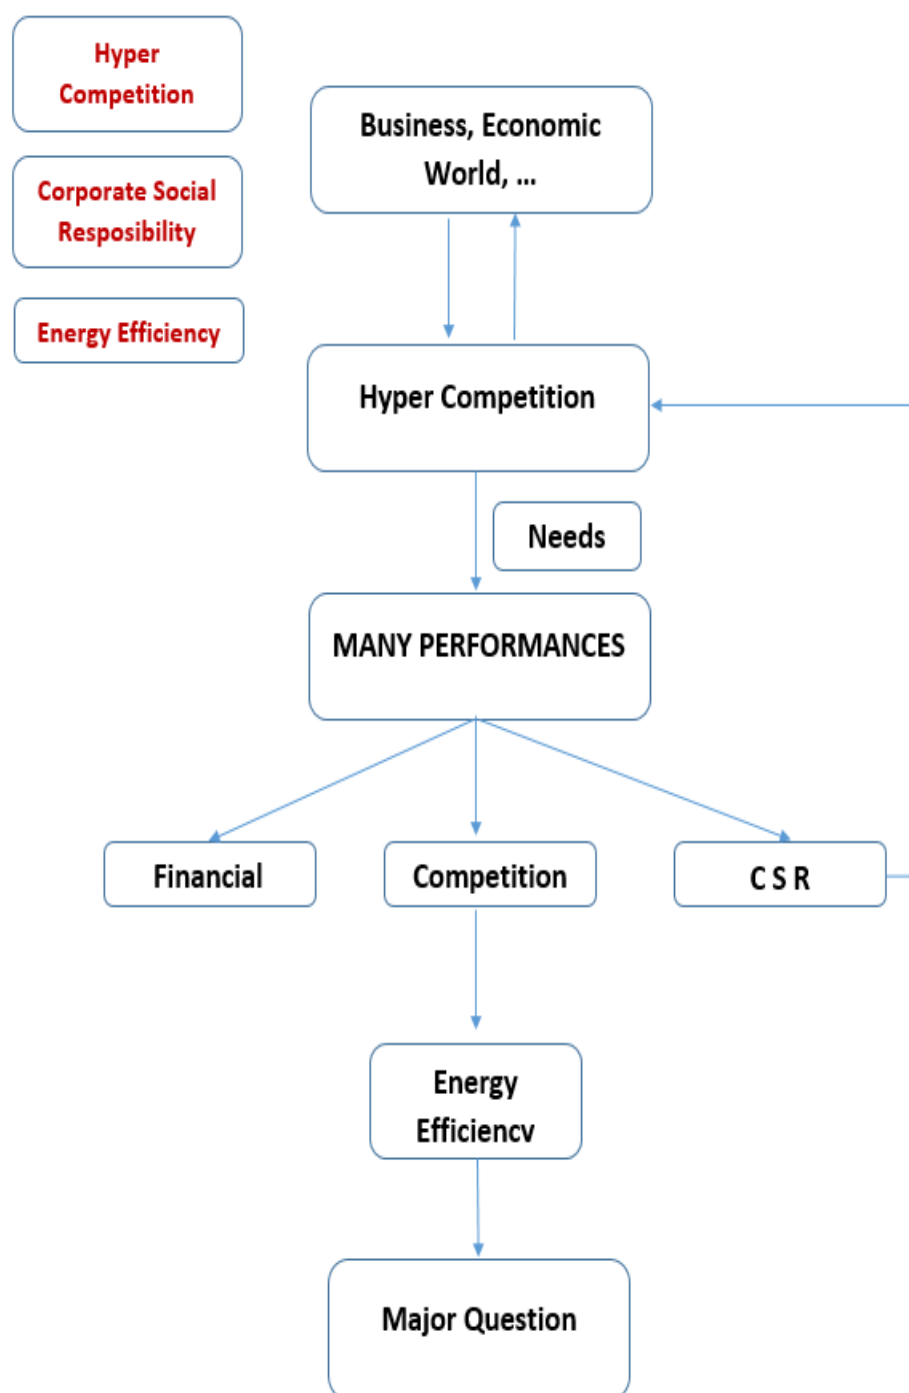 Hyper
Competition
Corporate Social
Resposibility
Energy Efficiency
Business, Economic
World, ...
Hyper Competition
Needs
MANY PERFORMANCES
Financial
Competition
C S R
Energy
Efficiency
Major Question